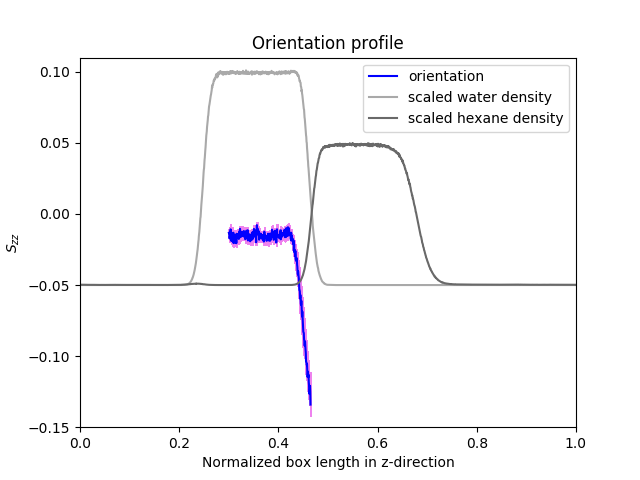 Orientation profile
orientation
scaled water density
scaled hexane density
0.10
0.05
0.00
−0.05
−0.10
−0.15
S_zz
0.0 0.2 0.4 0.6 0.8 1.0
Normalized box length in z-direction